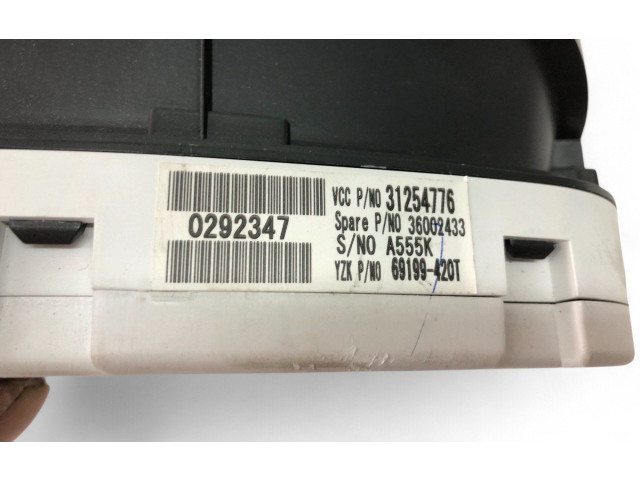 0292347
VCC P/NO 31254776
Spare P/NO 36002433
S/NO A555K
YZK P/NO 69199-420T